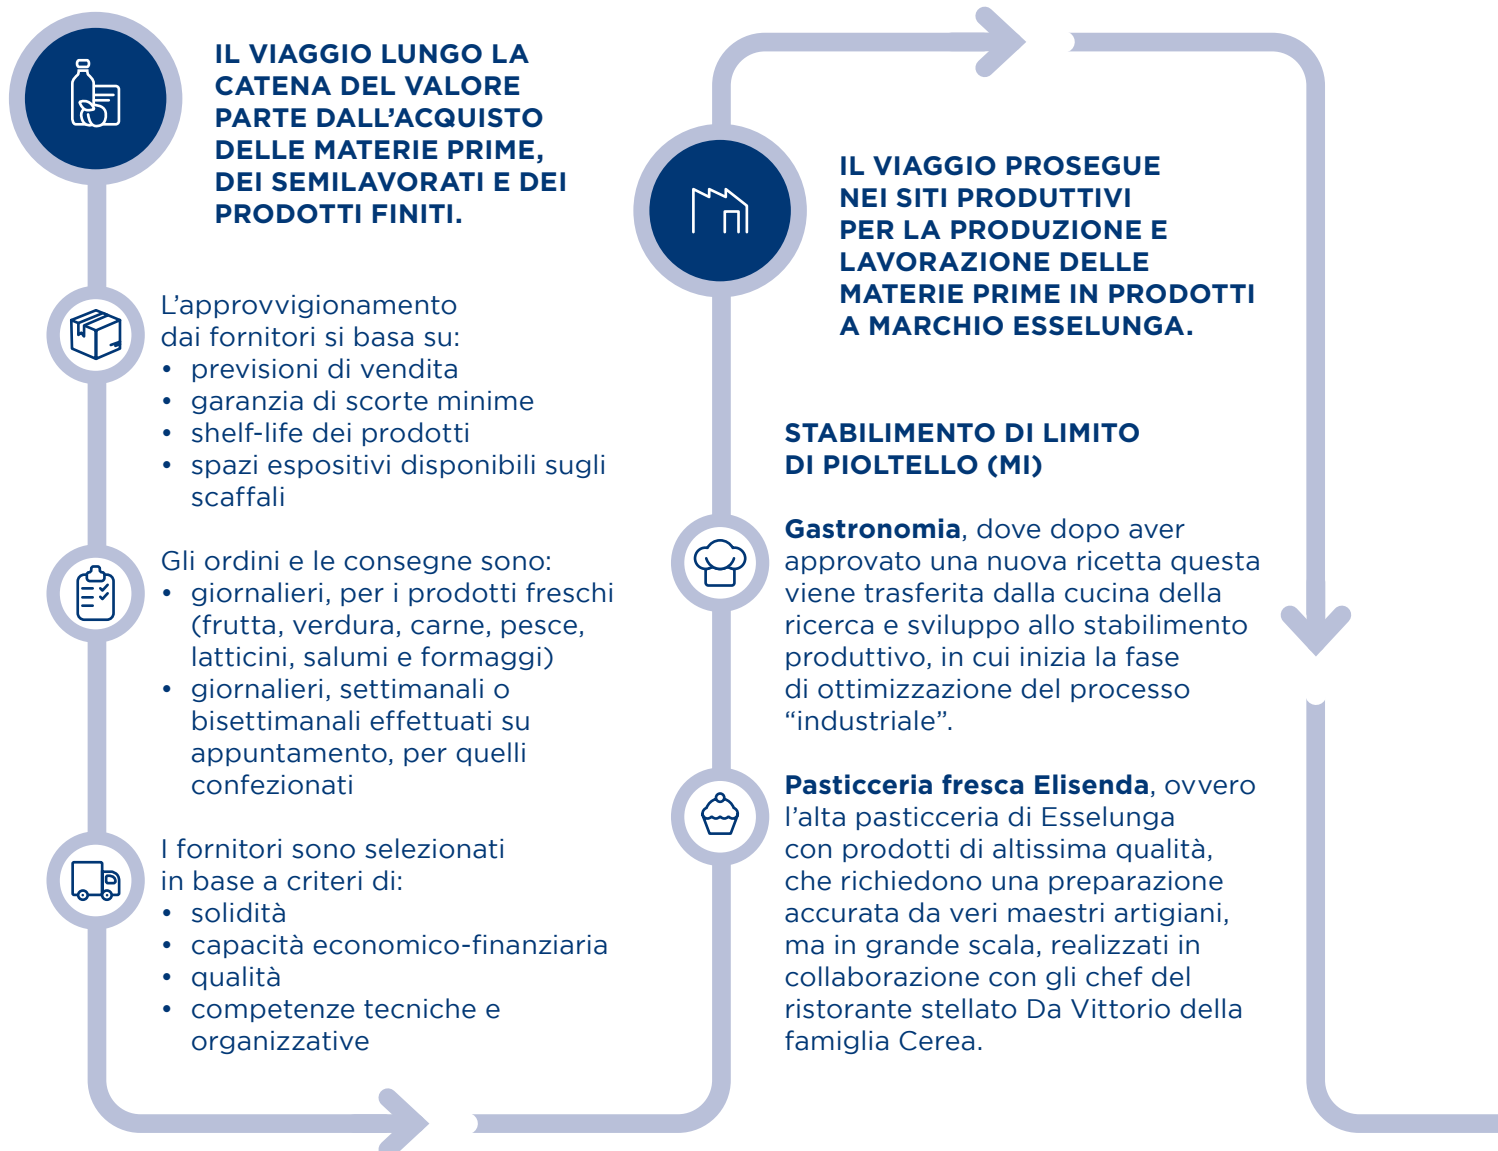 IL VIAGGIO LUNGO LA
CATENA DEL VALORE
PARTE DALL’ACQUISTO
DELLE MATERIE PRIME,
DEI SEMILAVORATI E DEI
PRODOTTI FINITI.
L’approvvigionamento
dai fornitori si basa su:
• previsioni di vendita
• garanzia di scorte minime
• shelf-life dei prodotti
• spazi espositivi disponibili sugli
scaffali
Gli ordini e le consegne sono:
• giornalieri, per i prodotti freschi
(frutta, verdura, carne, pesce,
latticini, salumi e formaggi)
• giornalieri, settimanali o
bisettimanali effettuati su
appuntamento, per quelli
confezionati
I fornitori sono selezionati
in base a criteri di:
• solidità
• capacità economico-finanziaria
• qualità
• competenze tecniche e
organizzative
IL VIAGGIO PROSEGUE
NEI SITI PRODUTTIVI
PER LA PRODUZIONE E
LAVORAZIONE DELLE
MATERIE PRIME IN PRODOTTI
A MARCHIO ESSELUNGA.
STABILIMENTO DI LIMITO
DI PIOLTELLO (MI)
Gastronomia, dove dopo aver
approvato una nuova ricetta questa
viene trasferita dalla cucina della
ricerca e sviluppo allo stabilimento
produttivo, in cui inizia la fase
di ottimizzazione del processo
“industriale”.
Pasticceria fresca Elisenda, ovvero
l’alta pasticceria di Esselunga
con prodotti di altissima qualità,
che richiedono una preparazione
accurata da veri maestri artigiani,
ma in grande scala, realizzati in
collaborazione con gli chef del
ristorante stellato Da Vittorio della
famiglia Cerea.